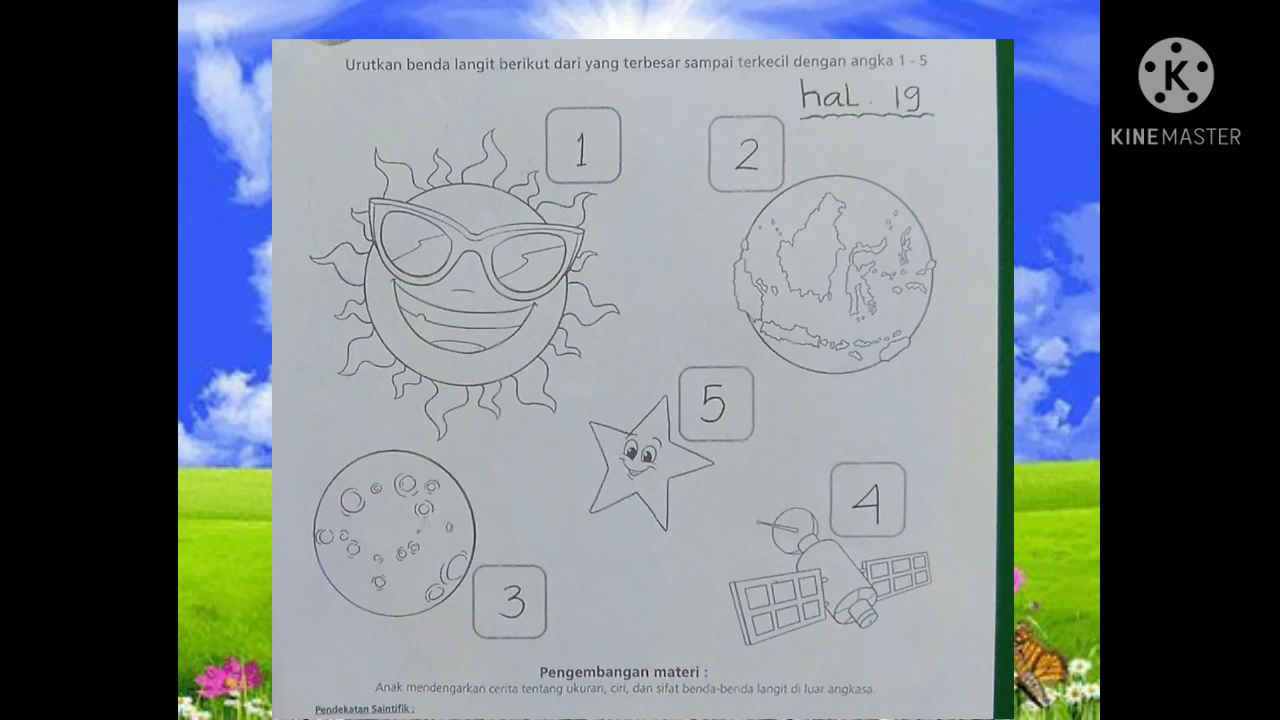 Urutkan benda langit berikut dari yang terbesar sampai terkecil dengan angka 1 - 5
hal. 19
1
2
5
4
3
Pengembangan materi :
Anak mendengarkan cerita tentang ukuran, ciri, dan sifat benda-benda langit di luar angkasa.
Pendekatan Saintifik :
K
KINEMASTER